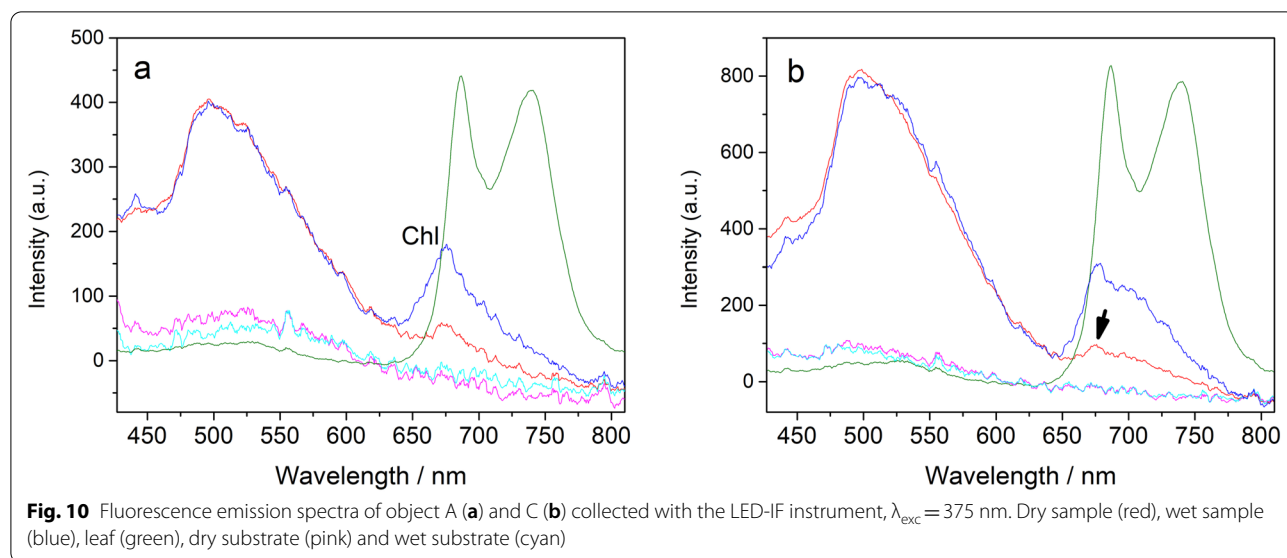 a
500
400
300
200
100
0
Intensity (a.u.)
Chl
450 500 550 600 650 700 750 800
Wavelength / nm
b
800
600
400
200
0
Intensity (a.u.)
450 500 550 600 650 700 750 800
Wavelength / nm
Fig. 10 Fluorescence emission spectra of object A (a) and C (b) collected with the LED-IF instrument, λexc = 375 nm. Dry sample (red), wet sample
(blue), leaf (green), dry substrate (pink) and wet substrate (cyan)